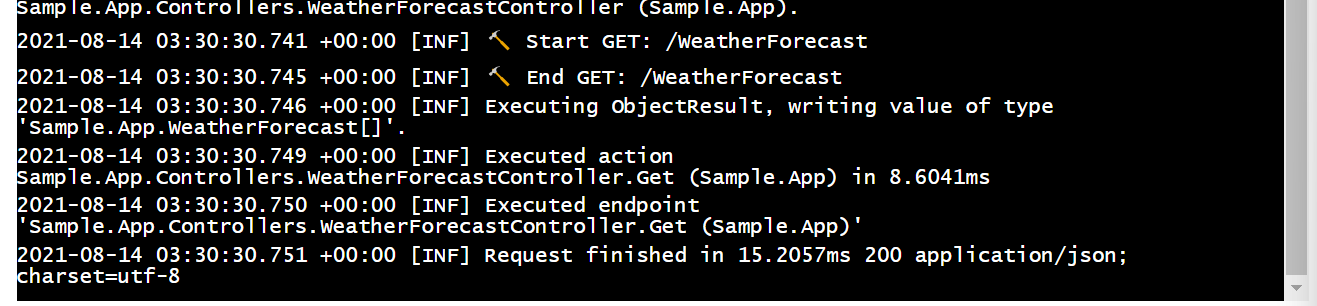 Sample.App.Controllers.WeatherForecastController (Sample.App).
2021-08-14 03:30:30.741 +00:00 [INF] 🔨 Start GET: /WeatherForecast
2021-08-14 03:30:30.745 +00:00 [INF] 🔨 End GET: /WeatherForecast
2021-08-14 03:30:30.746 +00:00 [INF] Executing ObjectResult, writing value of type
'Sample.App.WeatherForecast[]'.
2021-08-14 03:30:30.749 +00:00 [INF] Executed action
Sample.App.Controllers.WeatherForecastController.Get (Sample.App) in 8.6041ms
2021-08-14 03:30:30.750 +00:00 [INF] Executed endpoint
'Sample.App.Controllers.WeatherForecastController.Get (Sample.App)'
2021-08-14 03:30:30.751 +00:00 [INF] Request finished in 15.2057ms 200 application/json;
charset=utf-8